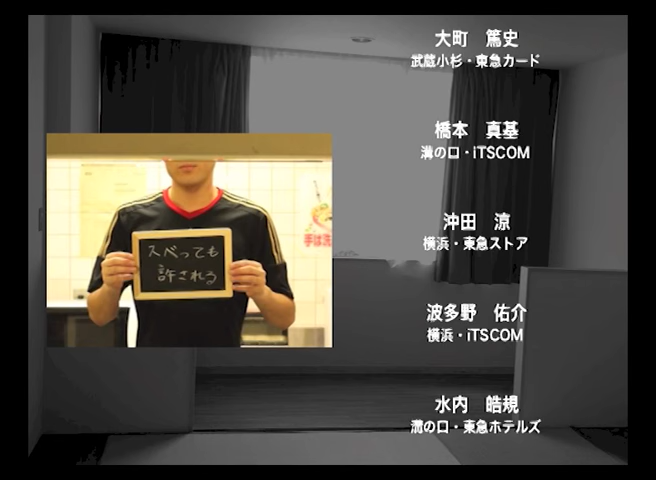 大町 篤史
武蔵小杉・東急カード
橋本 真基
溝の口・iTSCOM
沖田 涼
横浜・東急ストア
波多野 佑介
横浜・iTSCOM
水内 皓規
溝の口・東急ホテルズ
スベっても
許される
手は洗